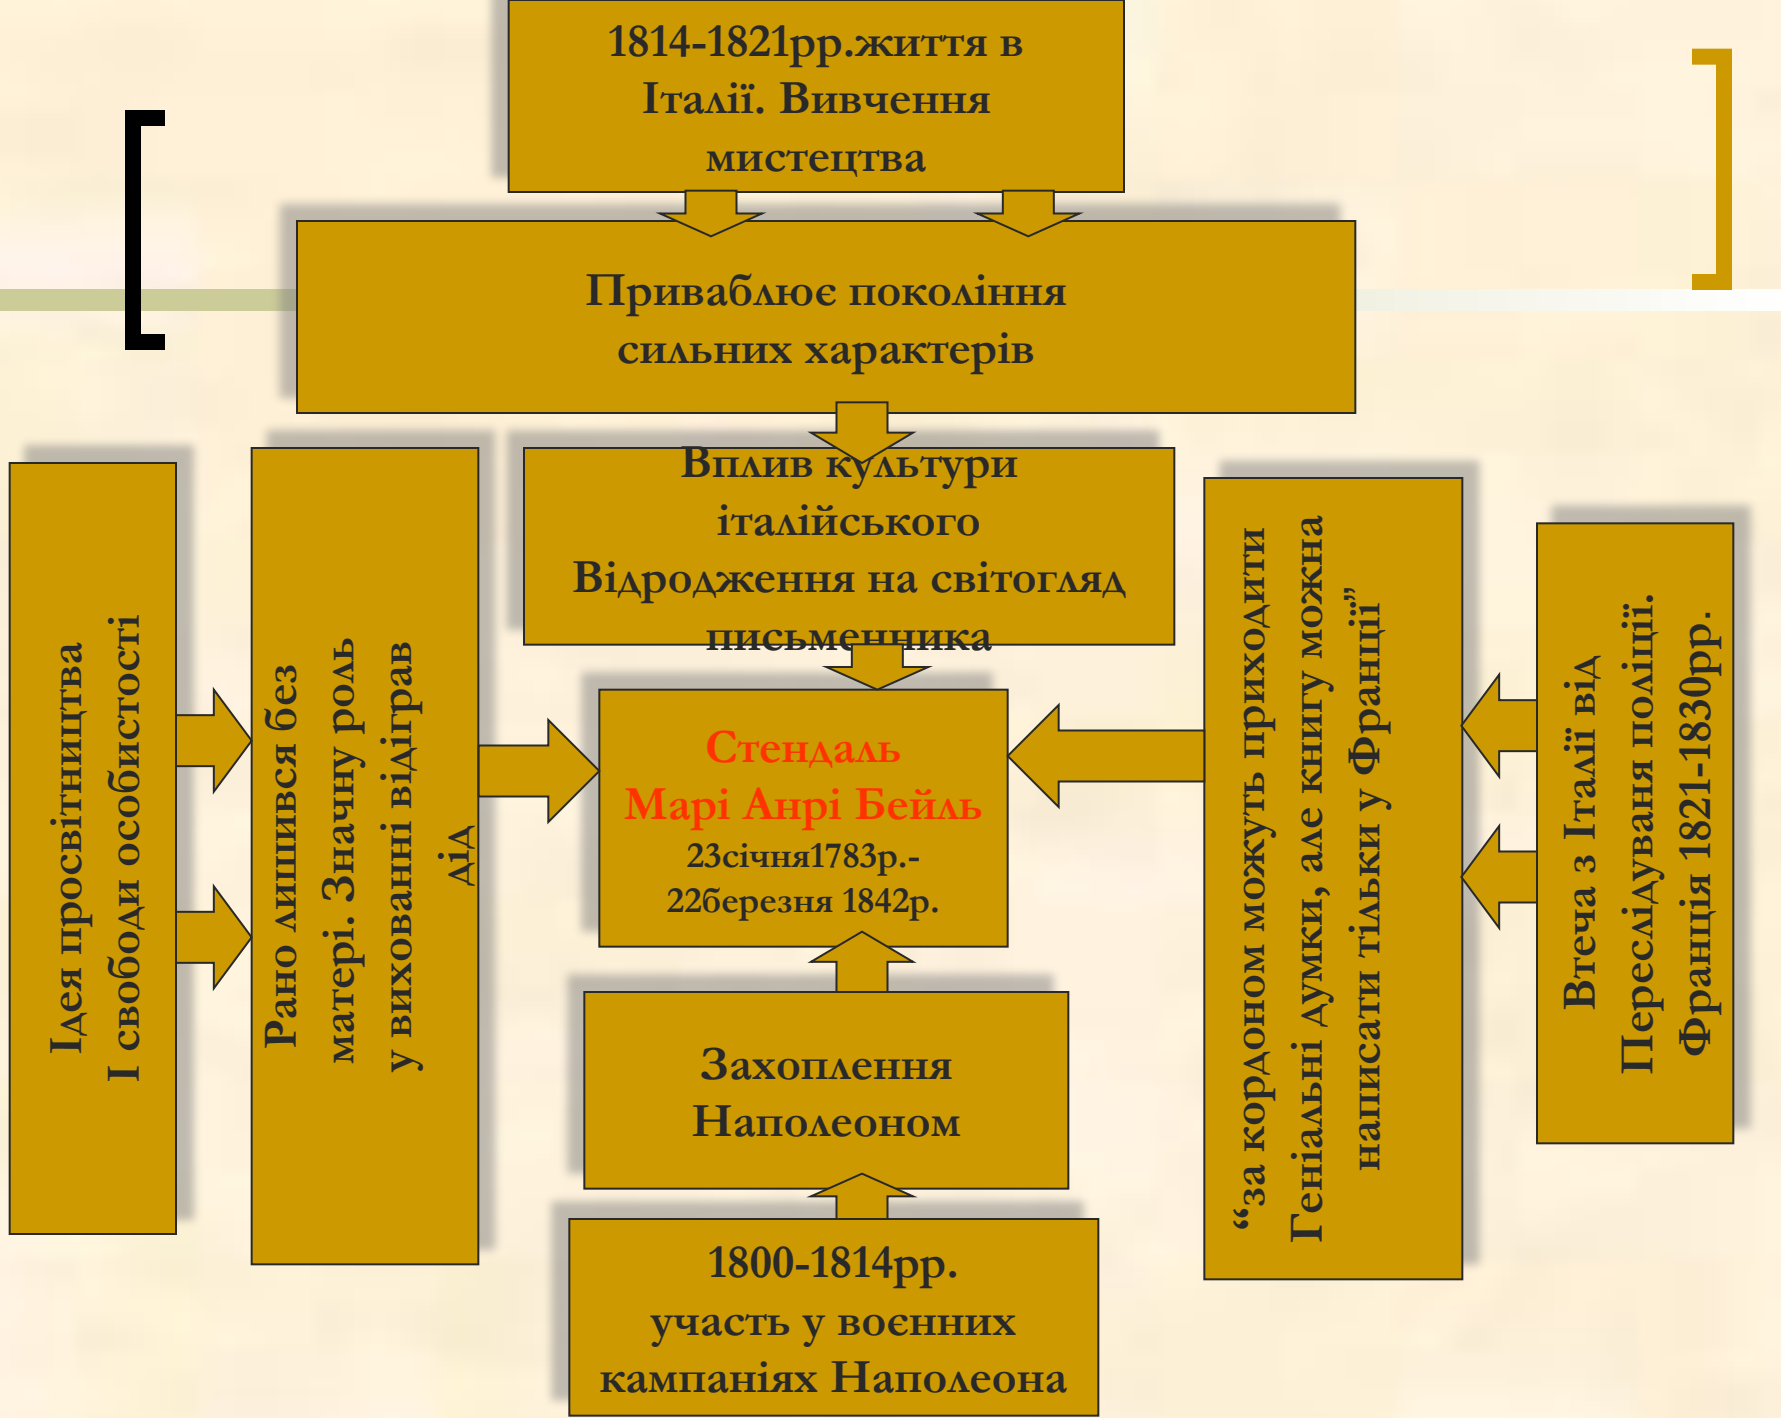 1814-1821рр.життя в
Італії. Вивчення
мистецтва
Приваблює покоління
сильних характерів
Вплив культури
італійського
Відродження на світогляд
письменника
Ідея просвітництва
І свободи особистості
Рано лишився без
матері. Значну роль
у вихованні відіграв
дід
Стендаль
Марі Анрі Бейль
23січня1783р.-
22березня 1842р.
“за кордоном можуть приходити
Геніальні думки, але книгу можна
написати тільки у Франції”
Втеча з Італії від
Переслідуваня поліції.
Франція 1821-1830рр.
Захоплення
Наполеоном
1800-1814рр.
участь у воєнних
кампаніях Наполеона